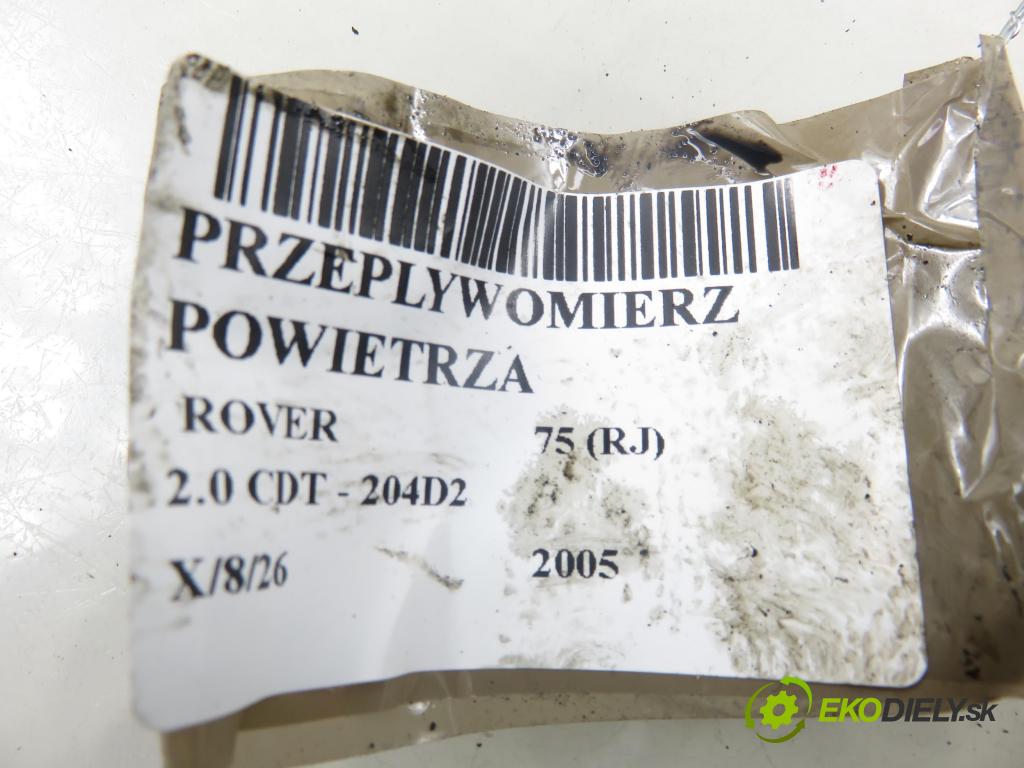 PRZEPLYWOMIERZ
POWIETRZA
ROVER 75 (RJ)
2.0 CDT - 204D2
X/8/26 2005
EKODIELY.sk